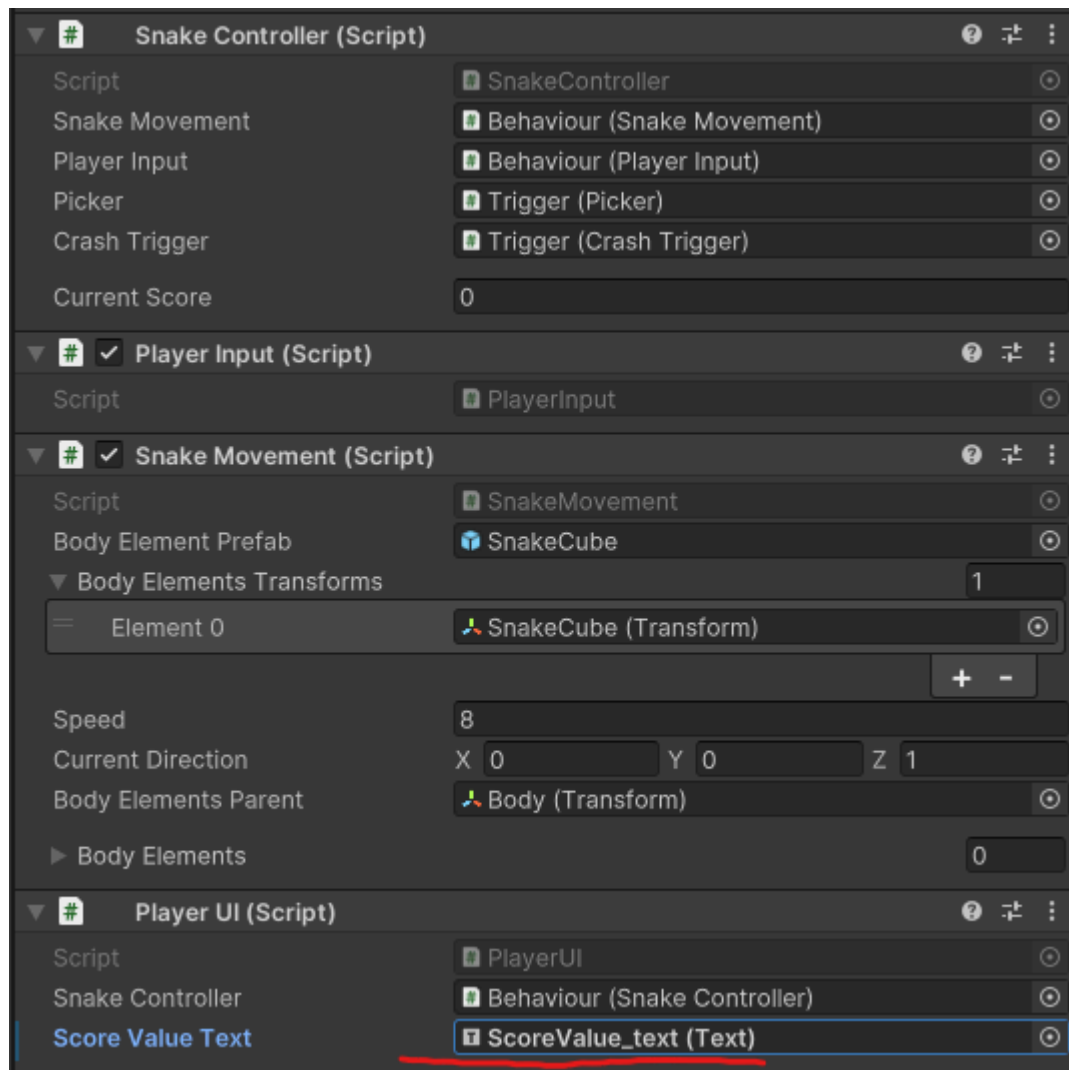 Snake Controller (Script)
Script SnakeController
Snake Movement Behaviour (Snake Movement)
Player Input Behaviour (Player Input)
Picker Trigger (Picker)
Crash Trigger Trigger (Crash Trigger)
Current Score 0
Player Input (Script)
Script PlayerInput
Snake Movement (Script)
Script SnakeMovement
Body Element Prefab SnakeCube
Body Elements Transforms 1
Element 0 SnakeCube (Transform)
+ -
Speed 8
Current Direction X 0 Y 0 Z 1
Body Elements Parent Body (Transform)
Body Elements 0
Player UI (Script)
Script PlayerUI
Snake Controller Behaviour (Snake Controller)
Score Value Text ScoreValue_text (Text)